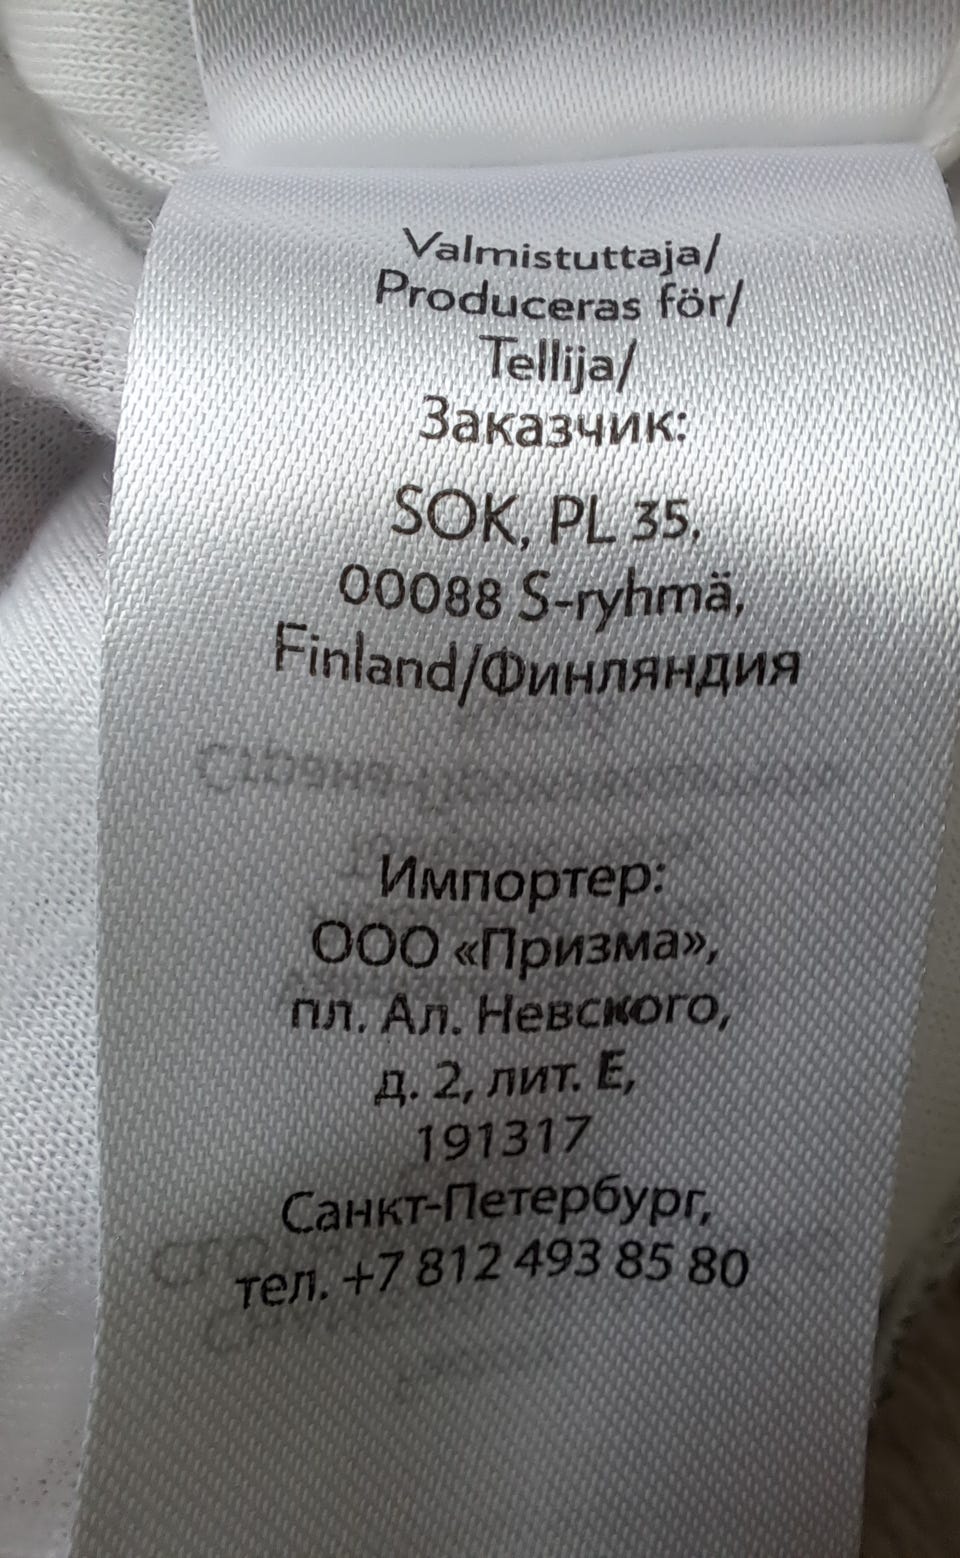 Valmistuttaja/
Produceras för/
Tellija/
Заказчик:
SOK, PL 35,
00088 S-ryhmä,
Finland/Финляндия
Импортер:
ООО «Призма»,
пл. Ал. Невского,
д. 2, лит. Е,
191317
Санкт-Петербург,
тел. +7 812 493 85 80